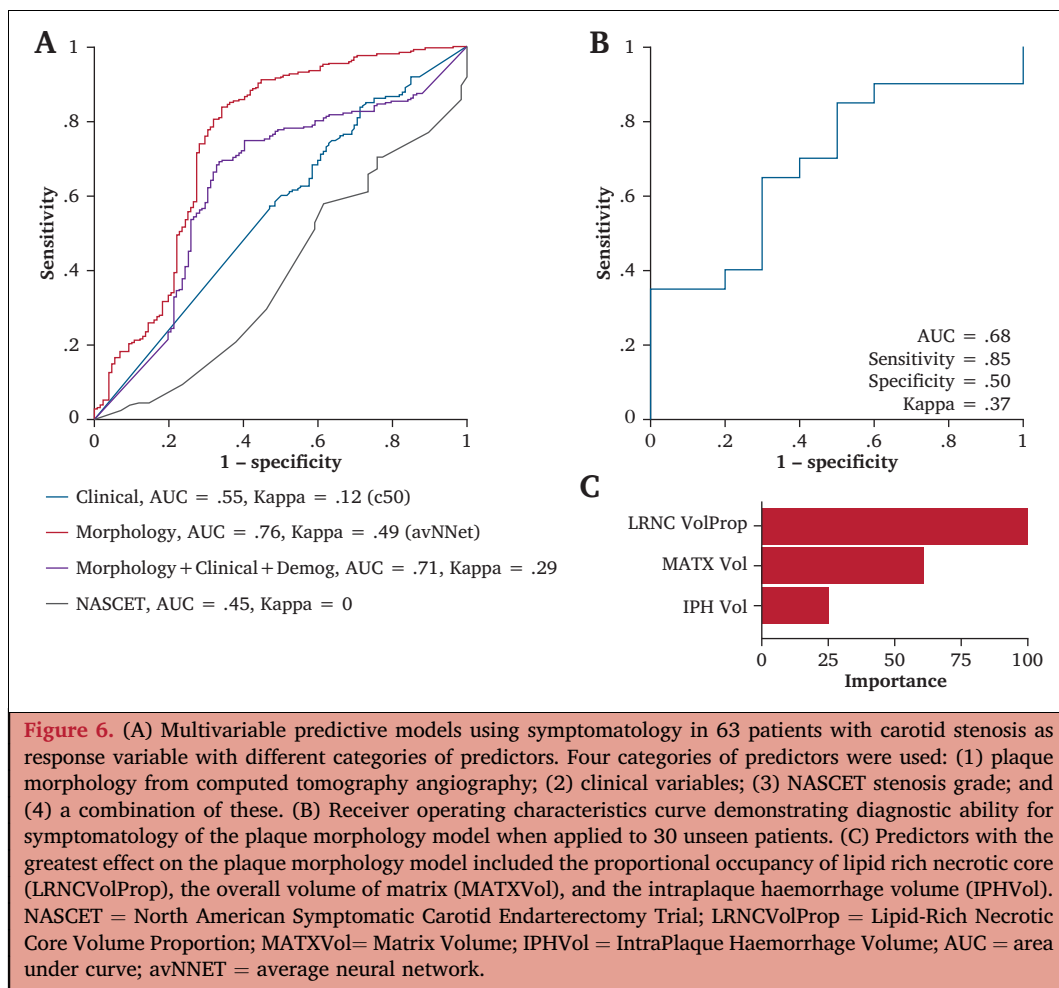 A
1
.8
.6
.4
.2
0
Sensitivity
0 .2 .4 .6 .8 1
1 – specificity
Clinical, AUC = .55, Kappa = .12 (c50)
Morphology, AUC = .76, Kappa = .49 (avNNet)
Morphology+Clinical+Demog, AUC = .71, Kappa = .29
NASCET, AUC = .45, Kappa = 0
B
1
.8
.6
.4
.2
0
Sensitivity
AUC = .68
Sensitivity = .85
Specificity = .50
Kappa = .37
0 .2 .4 .6 .8 1
1 – specificity
C
LRNC VolProp
MATX Vol
IPH Vol
0 25 50 75 100
Importance
Figure 6. (A) Multivariable predictive models using symptomatology in 63 patients with carotid stenosis as
response variable with different categories of predictors. Four categories of predictors were used: (1) plaque
morphology from computed tomography angiography; (2) clinical variables; (3) NASCET stenosis grade; and
(4) a combination of these. (B) Receiver operating characteristics curve demonstrating diagnostic ability for
symptomatology of the plaque morphology model when applied to 30 unseen patients. (C) Predictors with the
greatest effect on the plaque morphology model included the proportional occupancy of lipid rich necrotic core
(LRNCVolProp), the overall volume of matrix (MATXVol), and the intraplaque haemorrhage volume (IPHVol).
NASCET = North American Symptomatic Carotid Endarterectomy Trial; LRNCVolProp = Lipid-Rich Necrotic
Core Volume Proportion; MATXVol= Matrix Volume; IPHVol = IntraPlaque Haemorrhage Volume; AUC = area
under curve; avNNET = average neural network.